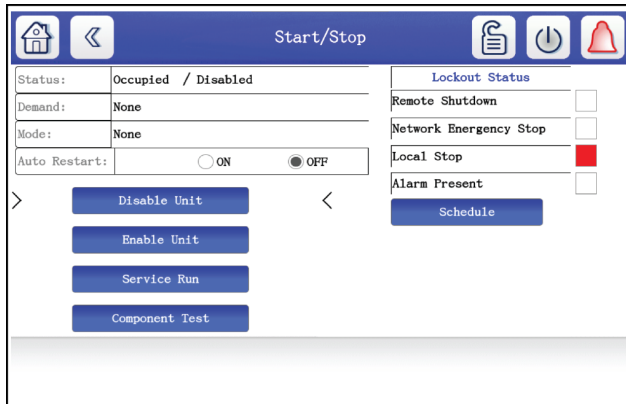 Start/Stop
Status: Occupied / Disabled
Demand: None
Mode: None
Auto Restart: ON OFF
> Disable Unit <
Enable Unit
Service Run
Component Test
Lockout Status
Remote Shutdown
Network Emergency Stop
Local Stop
Alarm Present
Schedule